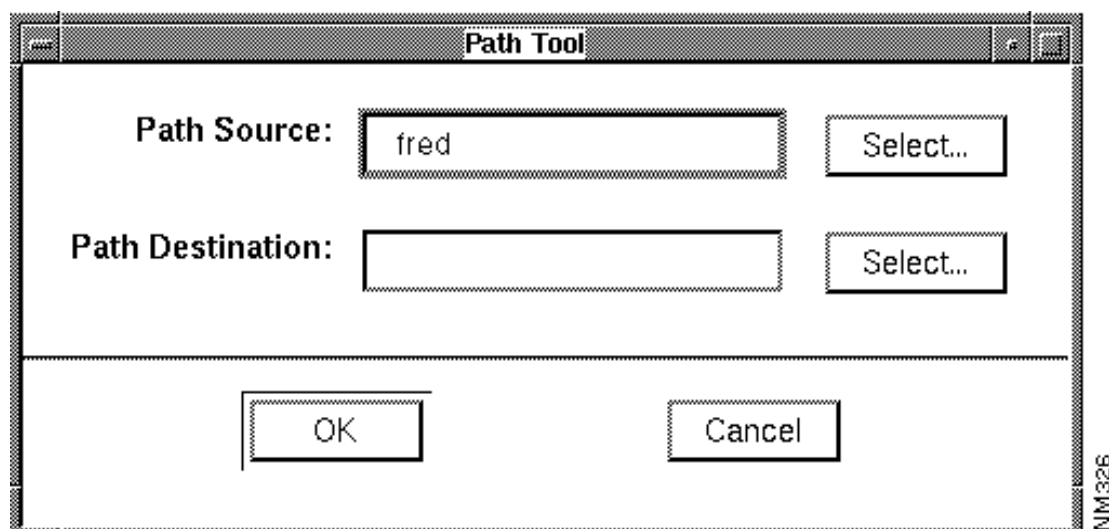 Path Tool
Path Source: fred Select...
Path Destination: Select...
OK Cancel
NM326